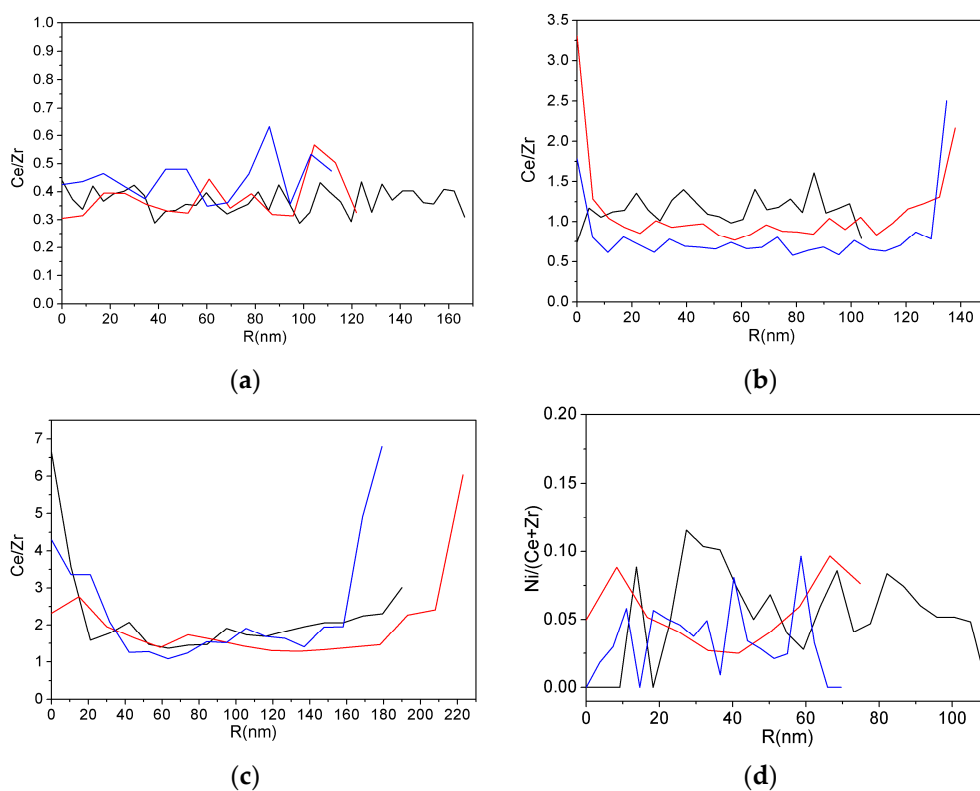 1.0
0.9
0.8
0.7
0.6
0.5
0.4
0.3
0.2
0.1
0.0
Ce/Zr
0 20 40 60 80 100 120 140 160
R(nm)
(a)
3.5
3.0
2.5
2.0
1.5
1.0
0.5
0.0
Ce/Zr
0 20 40 60 80 100 120 140
R(nm)
(b)
7
6
5
4
3
2
1
0
Ce/Zr
0 20 40 60 80 100 120 140 160 180 200 220
R(nm)
(c)
0.20
0.15
0.10
0.05
0.00
Ni/(Ce+Zr)
0 20 40 60 80 100
R(nm)
(d)